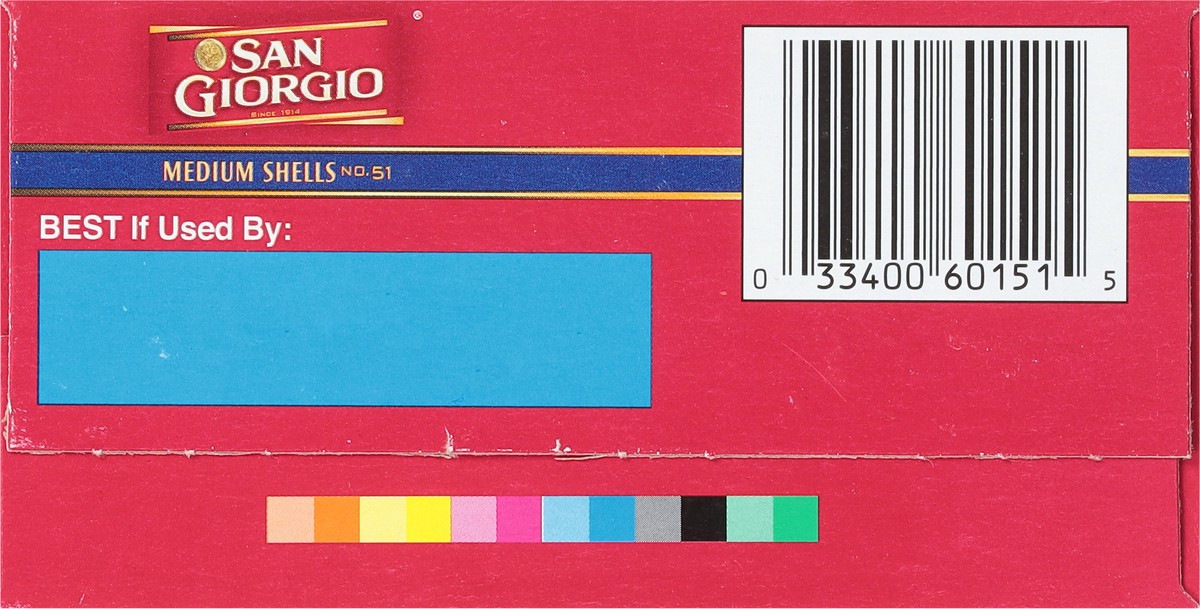 SAN
GIORGIO
®
SINCE 1914
MEDIUM SHELLS NO. 51
BEST If Used By:
0 33400 60151 5